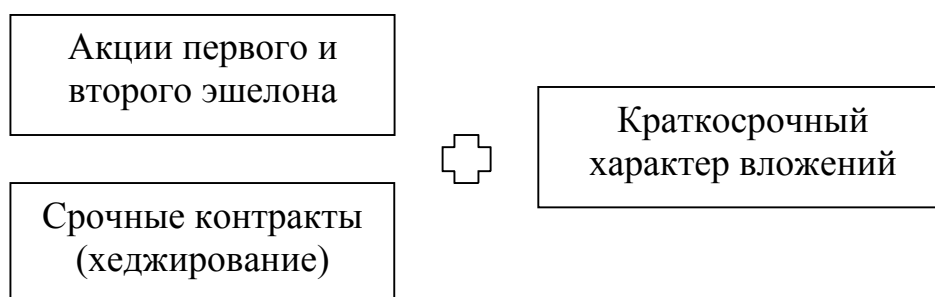 Акции первого и
второго эшелона
Срочные контракты
(хеджирование)
Краткосрочный
характер вложений